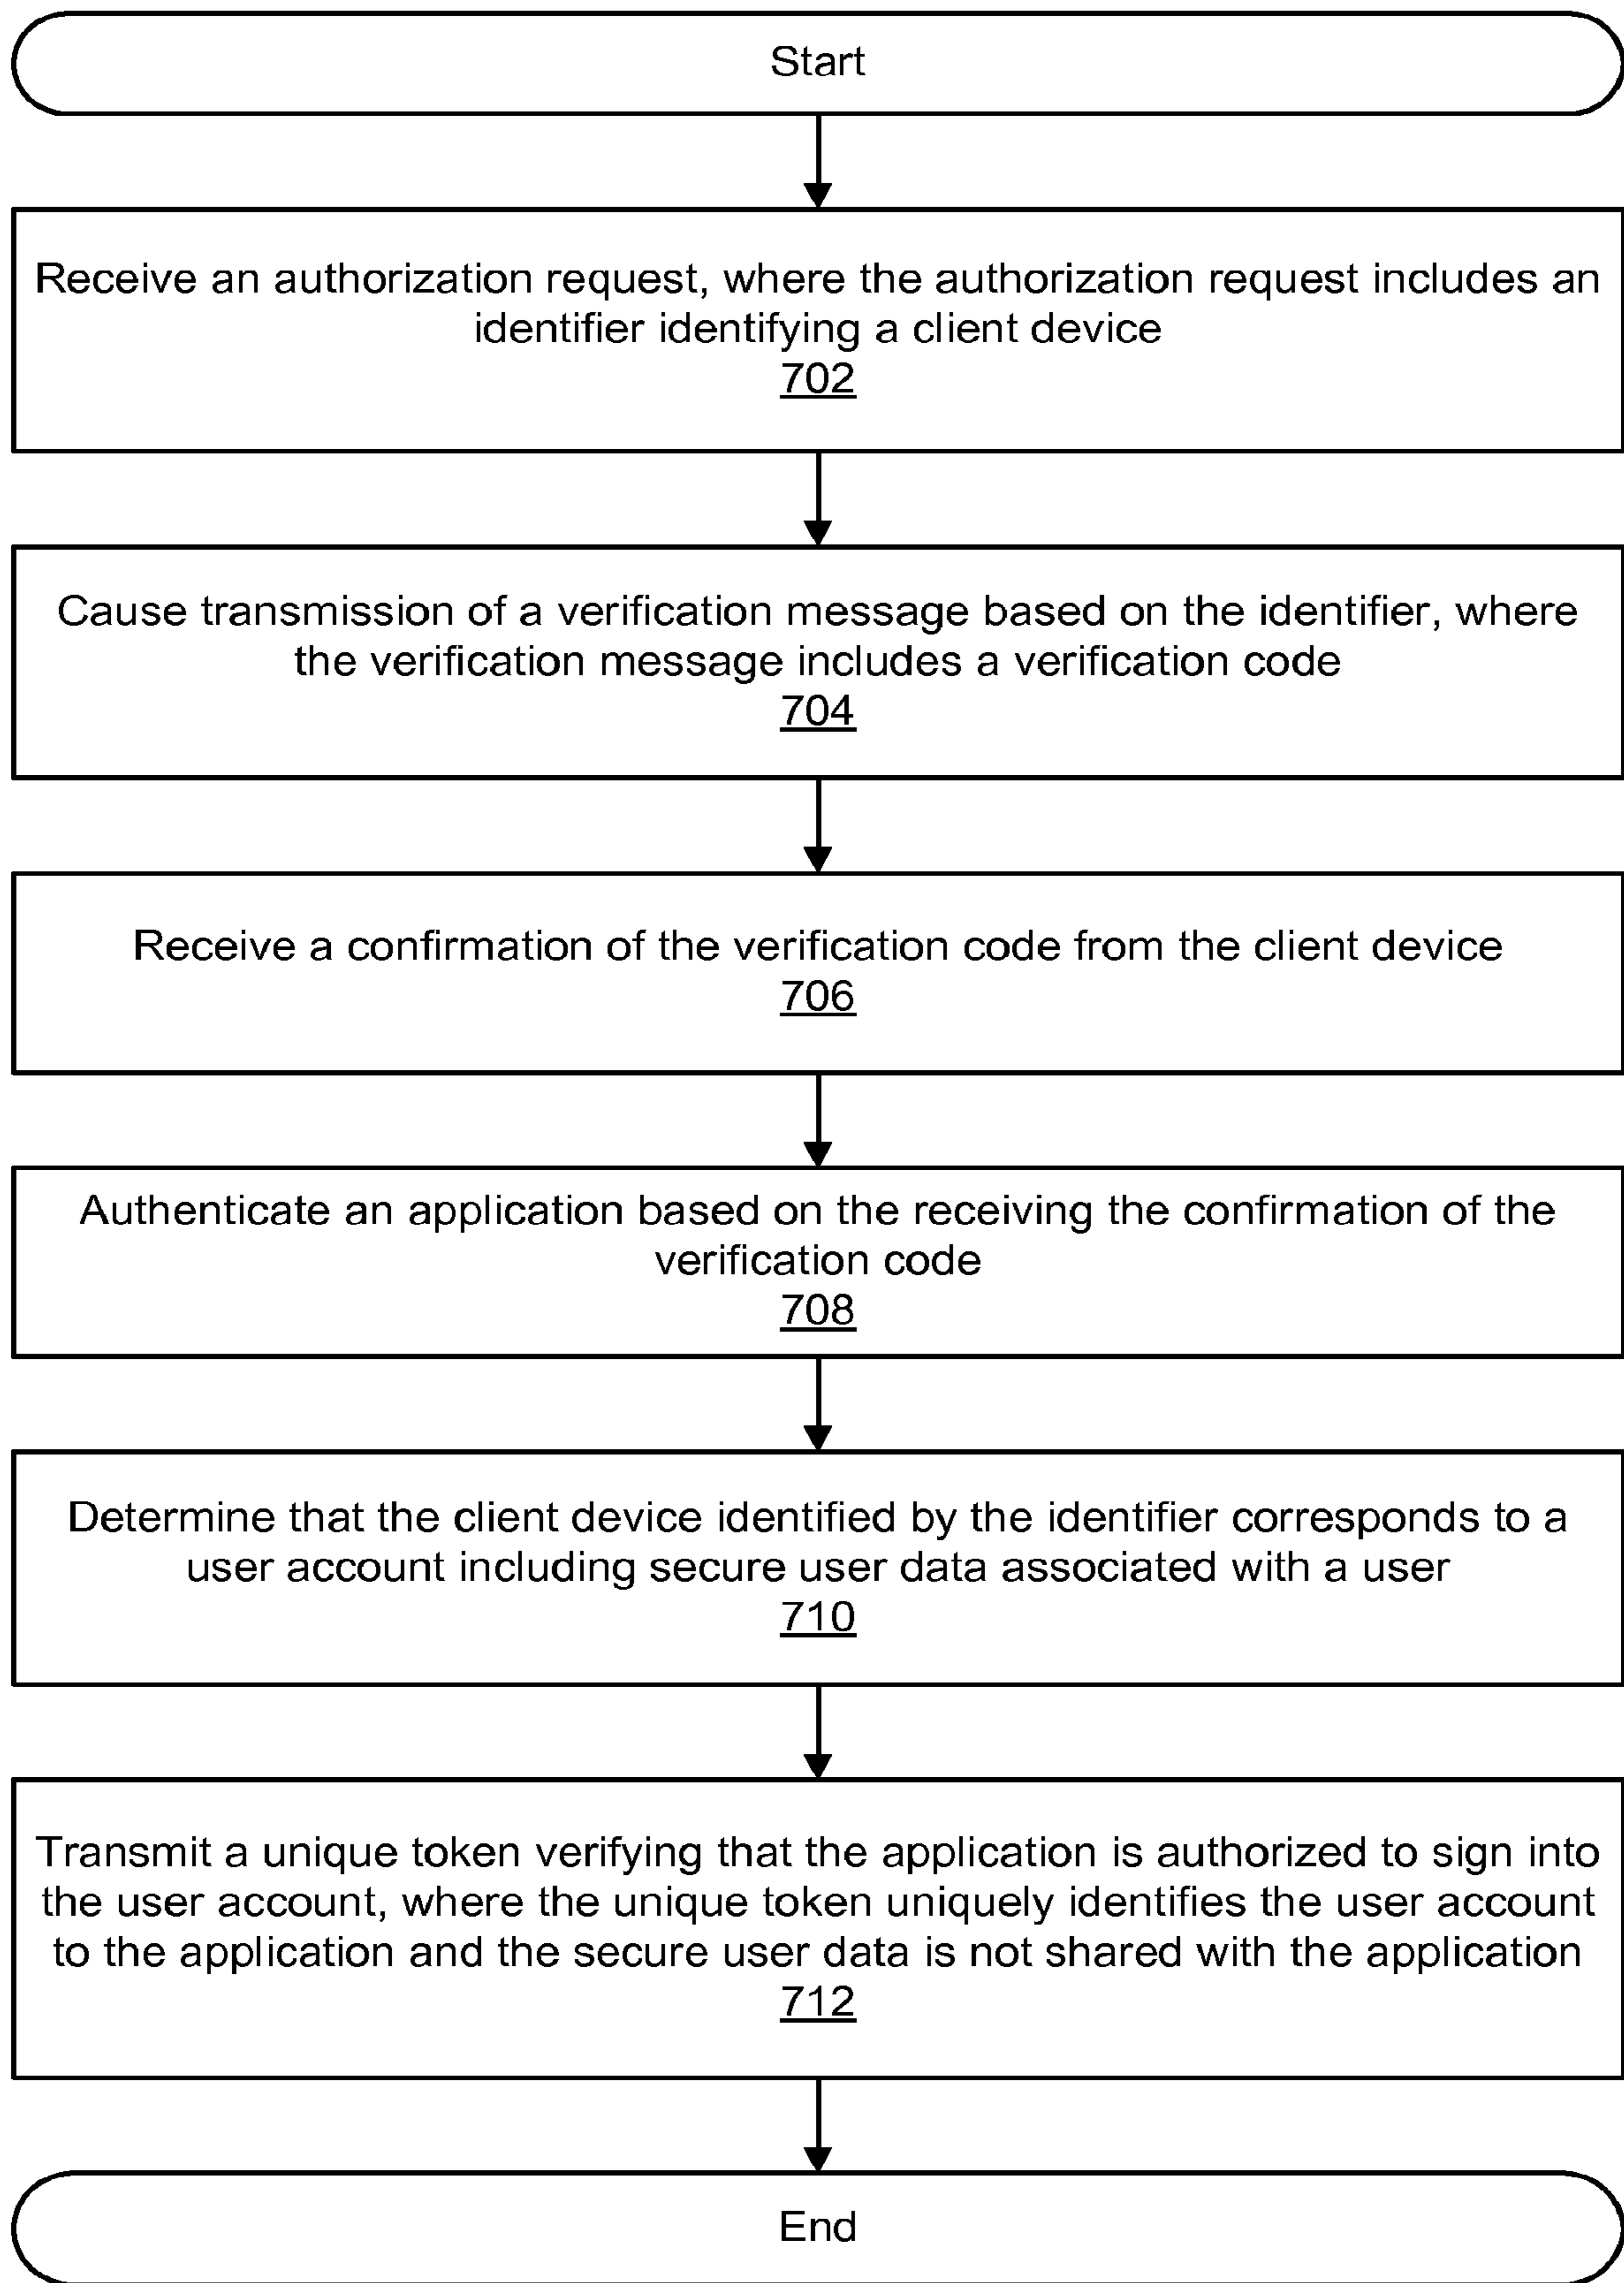 Start
Receive an authorization request, where the authorization request includes an
identifier identifying a client device
702
Cause transmission of a verification message based on the identifier, where
the verification message includes a verification code
704
Receive a confirmation of the verification code from the client device
706
Authenticate an application based on the receiving the confirmation of the
verification code
708
Determine that the client device identified by the identifier corresponds to a
user account including secure user data associated with a user
710
Transmit a unique token verifying that the application is authorized to sign into
the user account, where the unique token uniquely identifies the user account
to the application and the secure user data is not shared with the application
712
End